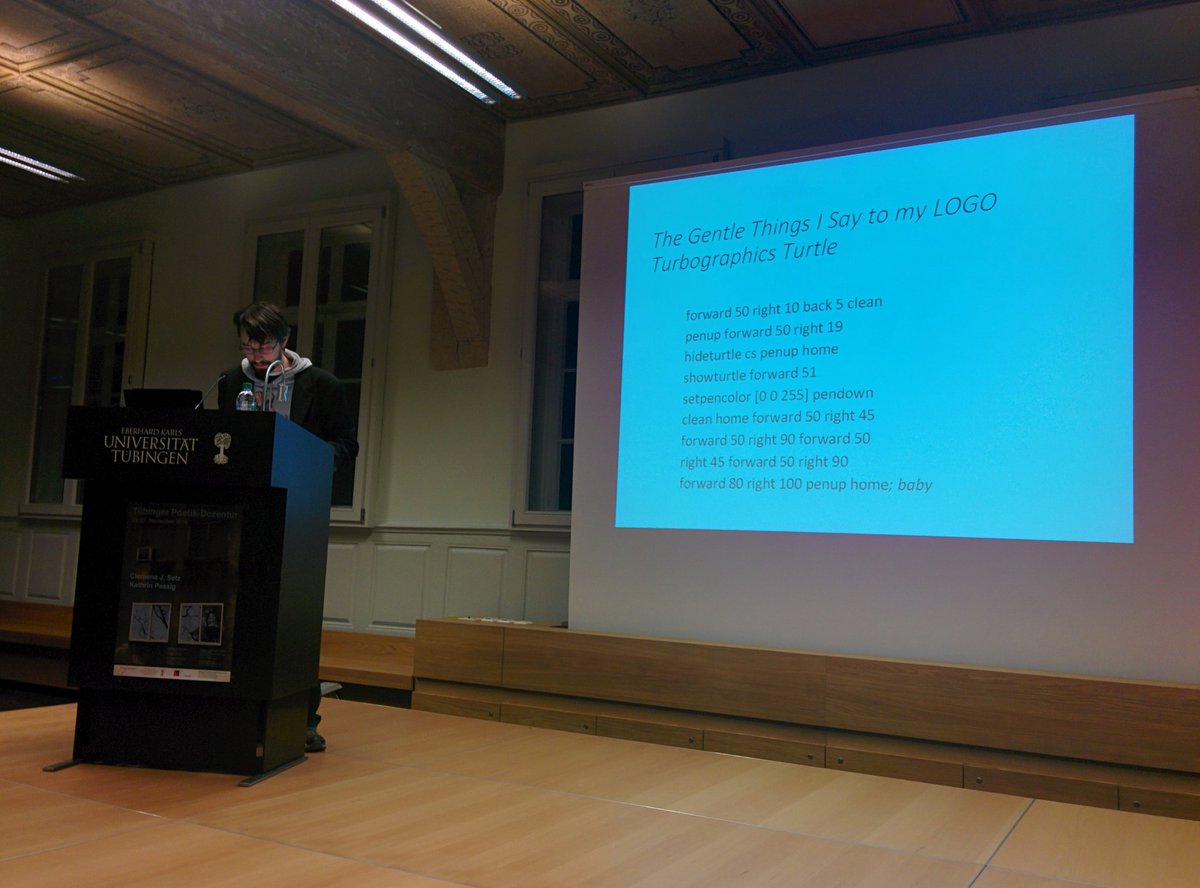 The Gentle Things I Say to my LOGO
Turbographics Turtle
forward 50 right 10 back 5 clean
penup forward 50 right 19
hideturtle cs penup home
showturtle forward 51
setpencolor [0 0 255] pendown
clean home forward 50 right 45
forward 50 right 90 forward 50
right 45 forward 50 right 90
forward 80 right 100 penup home; baby
EBERHARD KARLS
UNIVERSITÄT
TÜBINGEN
Tübinger Poetik-Dozentur
Clemens J. Setz
Kathrin Passig